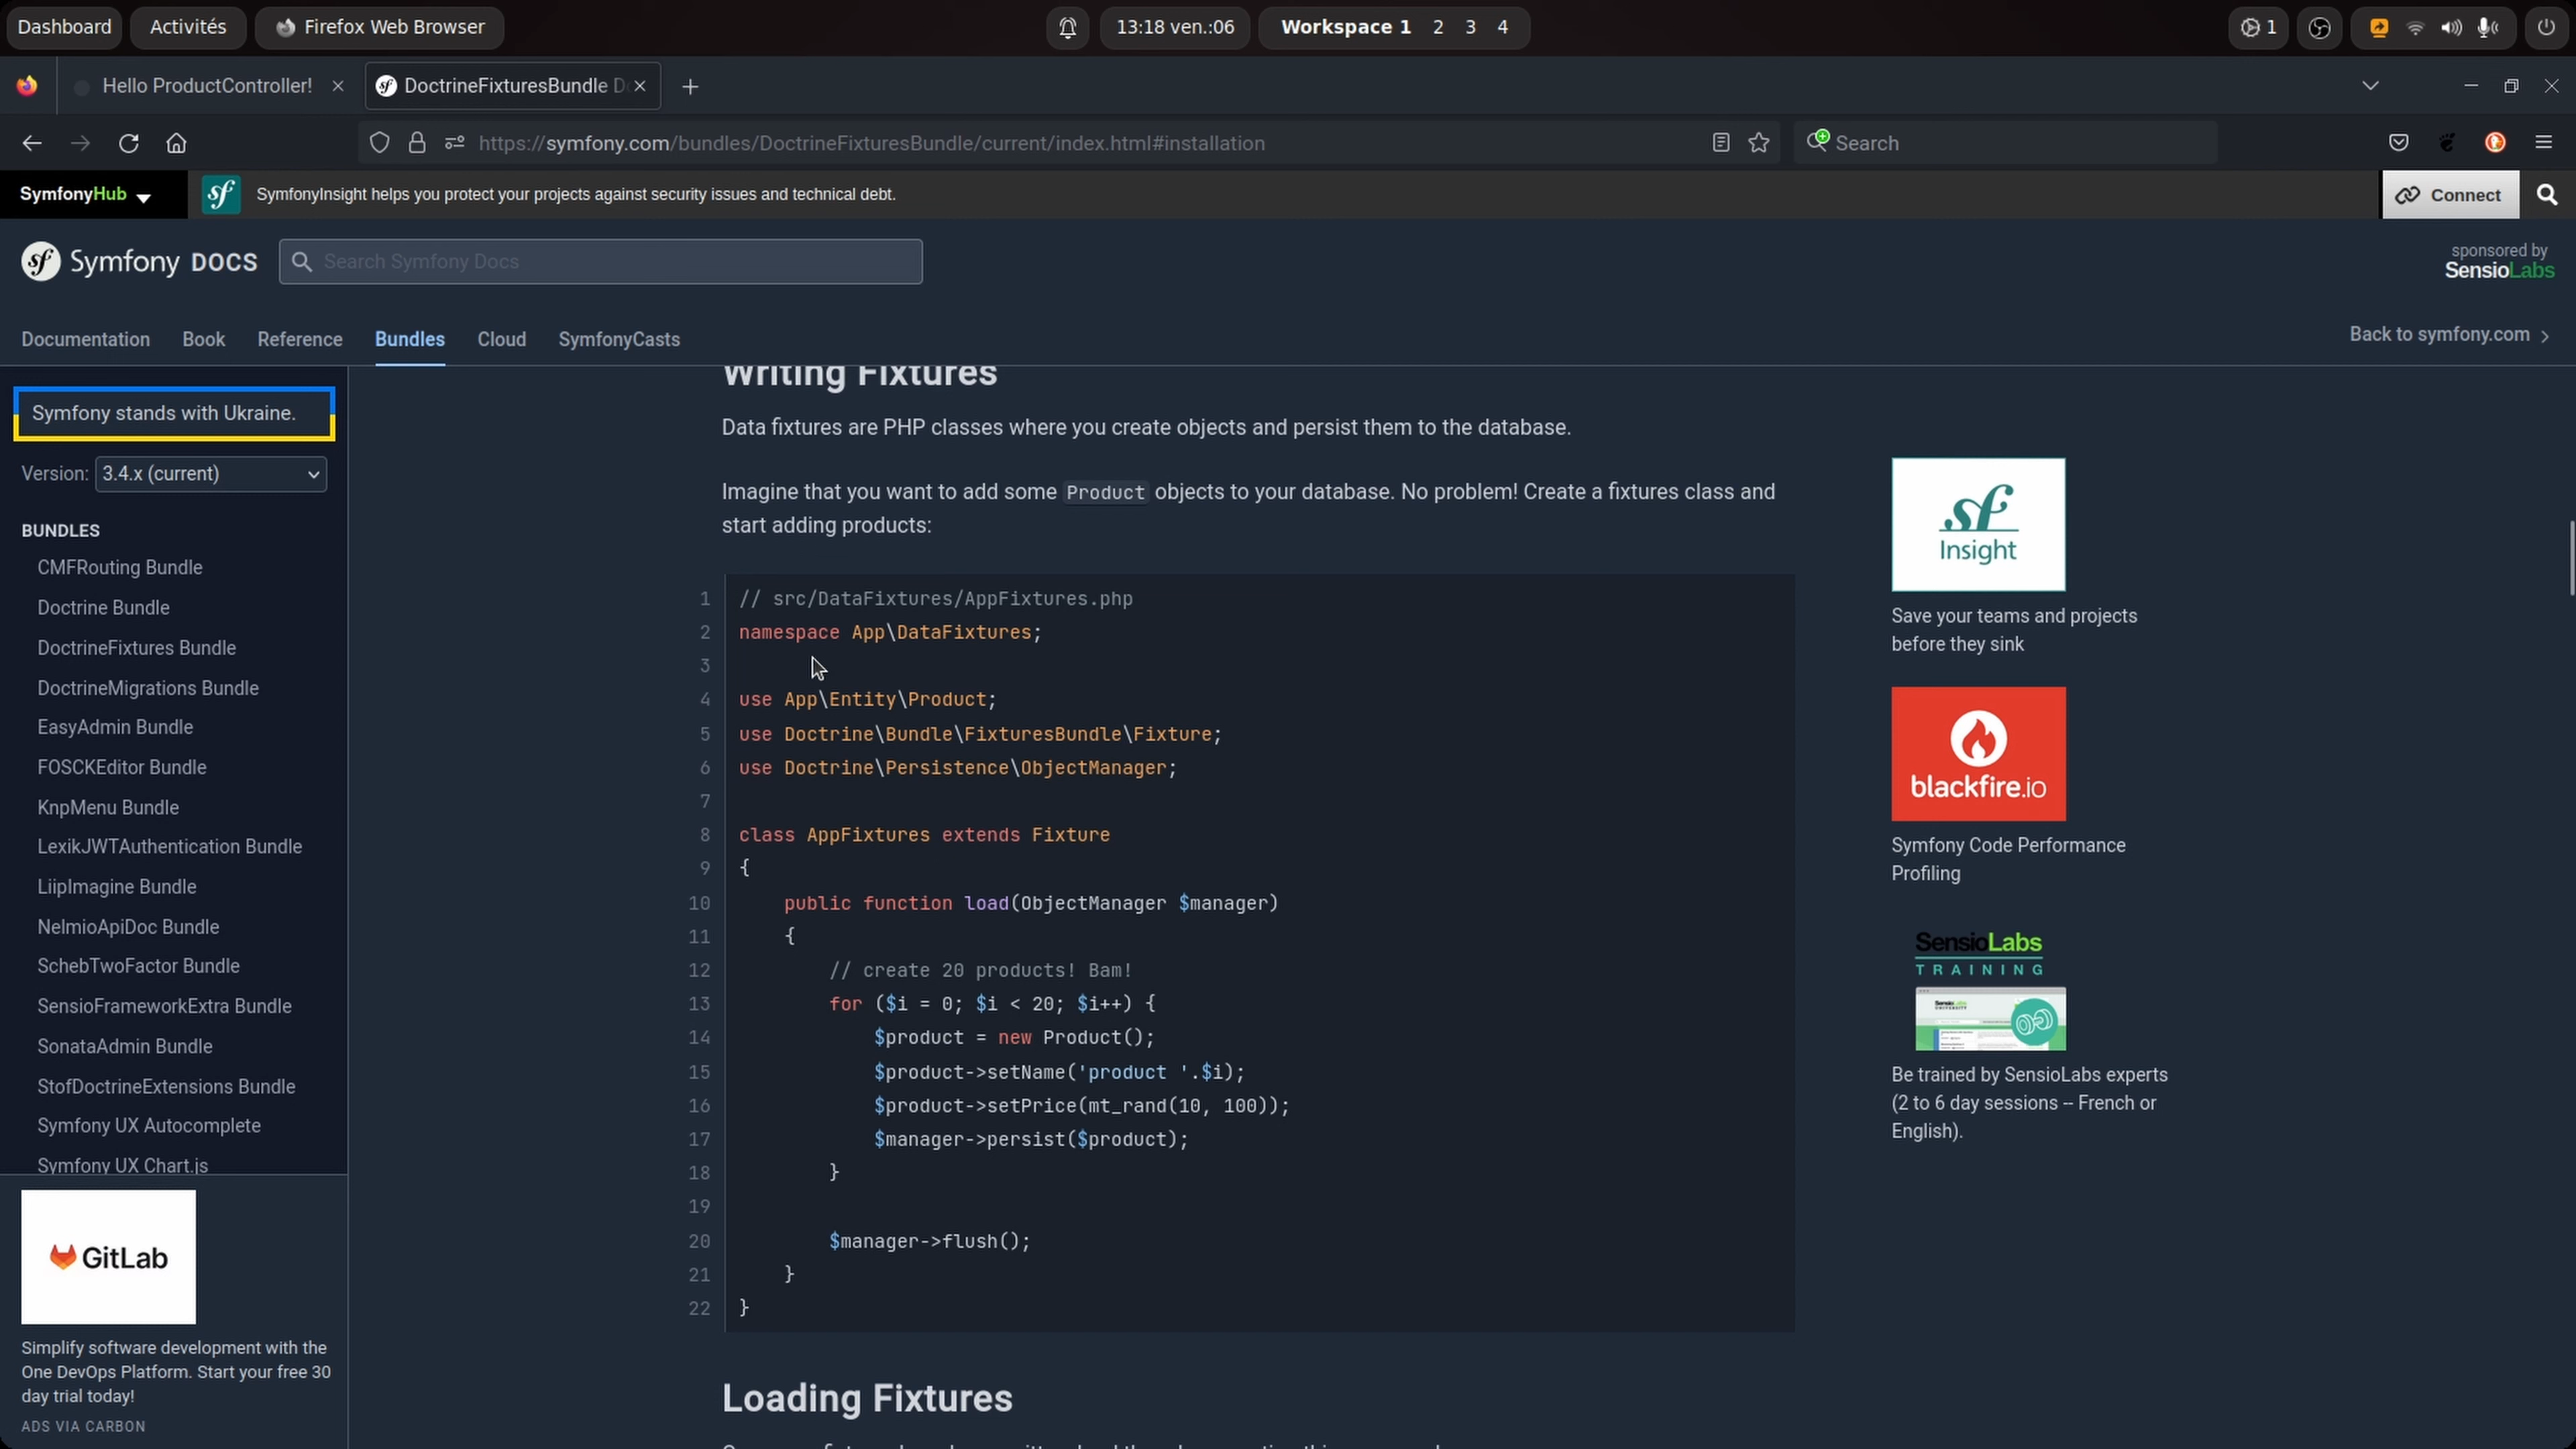 Dashboard Activités Firefox Web Browser 13:18 ven.:06 Workspace 1 2 3 4 1
Hello ProductController! DoctrineFixturesBundle D
https://symfony.com/bundles/DoctrineFixturesBundle/current/index.html#installation Search
SymfonyHub sf SymfonyInsight helps you protect your projects against security issues and technical debt. Connect
sf Symfony DOCS Search Symfony Docs
sponsored by
SensioLabs
Documentation Book Reference Bundles Cloud SymfonyCasts Back to symfony.com
Symfony stands with Ukraine.
Version: 3.4.x (current)
BUNDLES
CMFRouting Bundle
Doctrine Bundle
DoctrineFixtures Bundle
DoctrineMigrations Bundle
EasyAdmin Bundle
FOSCKEditor Bundle
KnpMenu Bundle
LexikJWTAuthentication Bundle
LiipImagine Bundle
NelmioApiDoc Bundle
SchebTwoFactor Bundle
SensioFrameworkExtra Bundle
SonataAdmin Bundle
StofDoctrineExtensions Bundle
Symfony UX Autocomplete
Symfony UX Chart.js
GitLab
Simplify software development with the
One DevOps Platform. Start your free 30
day trial today!
ADS VIA CARBON
Writing Fixtures
Data fixtures are PHP classes where you create objects and persist them to the database.
Imagine that you want to add some Product objects to your database. No problem! Create a fixtures class and
start adding products:
1 // src/DataFixtures/AppFixtures.php
2 namespace App\DataFixtures;
3
4 use App\Entity\Product;
5 use Doctrine\Bundle\FixturesBundle\Fixture;
6 use Doctrine\Persistence\ObjectManager;
7
8 class AppFixtures extends Fixture
9 {
10 public function load(ObjectManager $manager)
11 {
12 // create 20 products! Bam!
13 for ($i = 0; $i < 20; $i++) {
14 $product = new Product();
15 $product->setName('product '.$i);
16 $product->setPrice(mt_rand(10, 100));
17 $manager->persist($product);
18 }
19
20 $manager->flush();
21 }
22 }
Loading Fixtures
sf
Insight
Save your teams and projects
before they sink
blackfire.io
Symfony Code Performance
Profiling
SensioLabs
TRAINING
Be trained by SensioLabs experts
(2 to 6 day sessions -- French or
English).